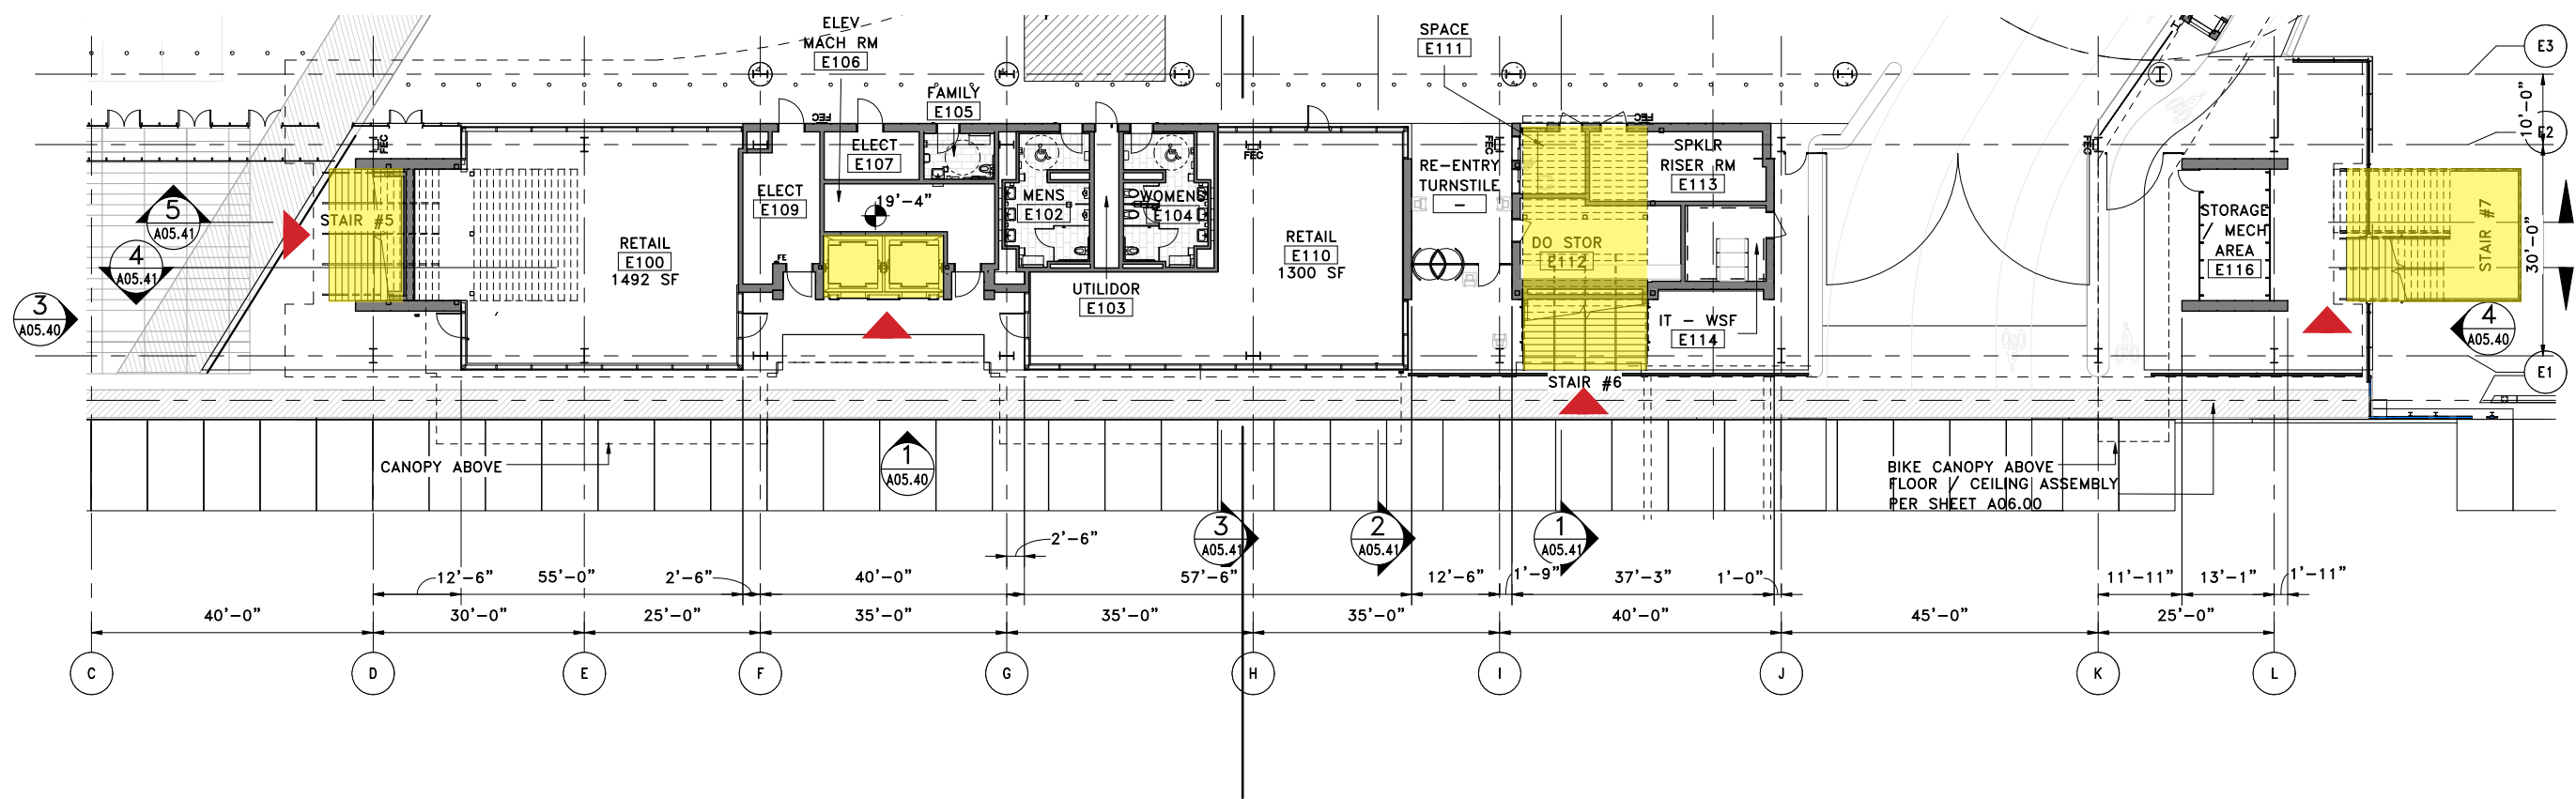 ELEV
MACH RM
E106
SPACE
E111
E3
FAMILY
E105
FEC
FEC
10'-0"
E2
FEC
ELECT
E107
FEC
FEC
FEC
RE-ENTRY
TURNSTILE
-
SPKLR
RISER RM
E113
5
A05.41
STAIR #5
ELECT
E109
19'-4"
MENS
E102
WOMENS
E104
STORAGE
/ MECH
AREA
E116
STAIR #7
30'-0"
4
A05.41
RETAIL
E100
1492 SF
FE
RETAIL
E110
1300 SF
DO STOR
E112
UTILIDOR
E103
3
A05.40
IT - WSF
E114
4
A05.40
E1
STAIR #6
CANOPY ABOVE
1
A05.40
BIKE CANOPY ABOVE
FLOOR / CEILING ASSEMBLY
PER SHEET A06.00
3
A05.41
2
A05.41
1
A05.41
2'-6"
12'-6"
55'-0"
2'-6"
40'-0"
57'-6"
12'-6"
1'-9"
37'-3"
1'-0"
11'-11"
13'-1"
1'-11"
40'-0"
30'-0"
25'-0"
35'-0"
35'-0"
35'-0"
40'-0"
45'-0"
25'-0"
C
D
E
F
G
H
I
J
K
L